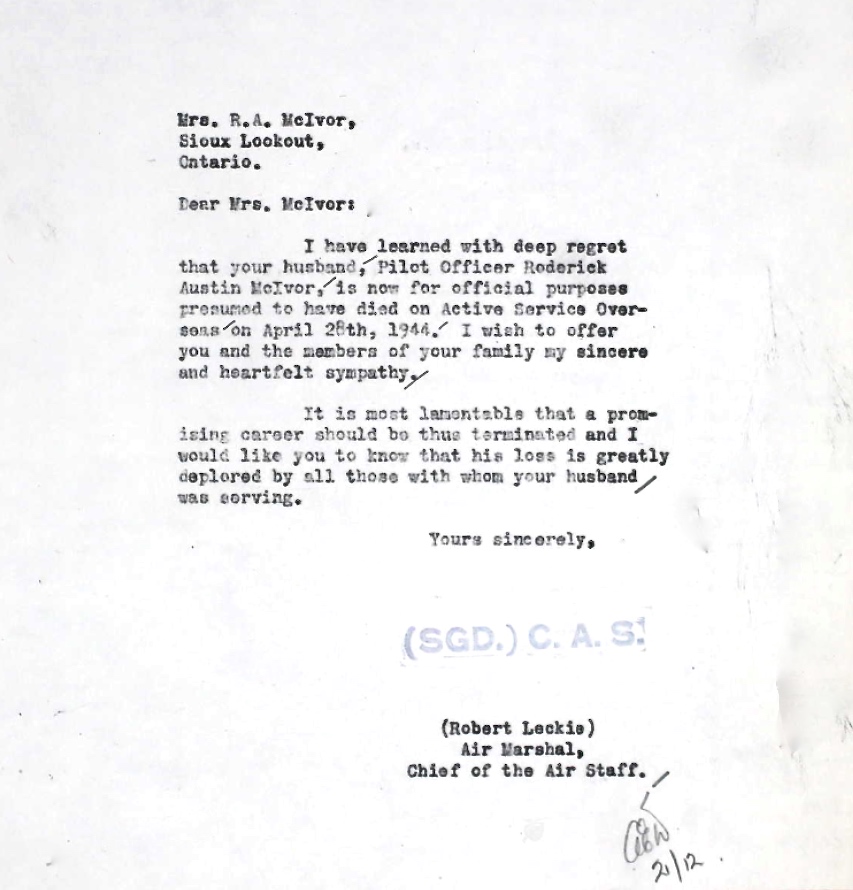 Mrs. R.A. McIvor,
Sioux Lookout,
Ontario.
Dear Mrs. McIvor:
I have learned with deep regret
that your husband, Pilot Officer Roderick
Austin McIvor, is now for official purposes
presumed to have died on Active Service Over-
seas on April 28th, 1944. I wish to offer
you and the members of your family my sincere
and heartfelt sympathy.
It is most lamentable that a prom-
ising career should be thus terminated and I
would like you to know that his loss is greatly
deplored by all those with whom your husband
was serving.
Yours sincerely,
(SGD.) C. A. S.
(Robert Leckie)
Air Marshal,
Chief of the Air Staff.
21/12